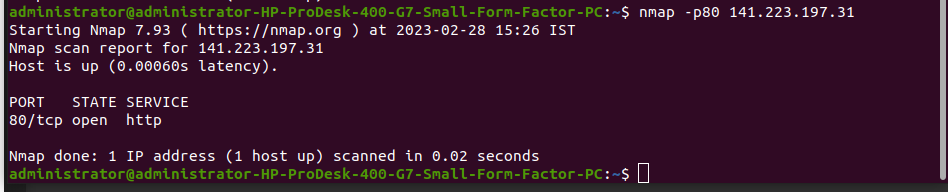 administrator@administrator-HP-ProDesk-400-G7-Small-Form-Factor-PC:~$ nmap -p80 141.223.197.31
Starting Nmap 7.93 ( https://nmap.org ) at 2023-02-28 15:26 IST
Nmap scan report for 141.223.197.31
Host is up (0.00060s latency).
PORT   STATE SERVICE
80/tcp open  http
Nmap done: 1 IP address (1 host up) scanned in 0.02 seconds
administrator@administrator-HP-ProDesk-400-G7-Small-Form-Factor-PC:~$